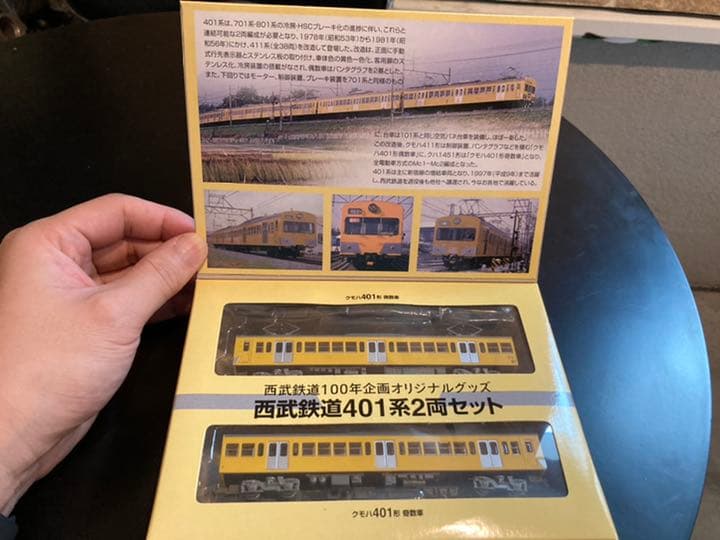 401系は、701系・801系の冷房・HSCブレーキ化の進捗に伴い、これらと
連結可能な2両編成が必要となり、1978年(昭和53年)から1981年(昭
和56年)にかけ、411系(全38両)を改造して登場した。改造は、正面に手動
式行先表示器とステンレス板の取り付け、車体色の黄色一色化、客用扉のス
テンレス化、冷房装置の搭載がなされ、偶数車はパンタグラフを2基とした。
また、下回りではモーター、制御装置、ブレーキ装置を701系と同様のもの
に、台車は101系と同じ空気バネ台車を装備し、ほぼ一新した。
この改造後、クモハ411形は制御装置、パンタグラフなどを積む「クモ
ハ401形偶数車」に、クハ1451形は「クモハ401形奇数車」となり、
全電動車方式のMc1-Mc2編成となった。
401系は主に新宿線の増結車両となり、1997年(平成9年)まで活躍
し、西武鉄道を退役後も他社へ譲渡され、今なお各地で活躍している。
クモハ401形 偶数車
西武鉄道100年企画オリジナルグッズ
西武鉄道401系2両セット
クモハ401形 奇数車